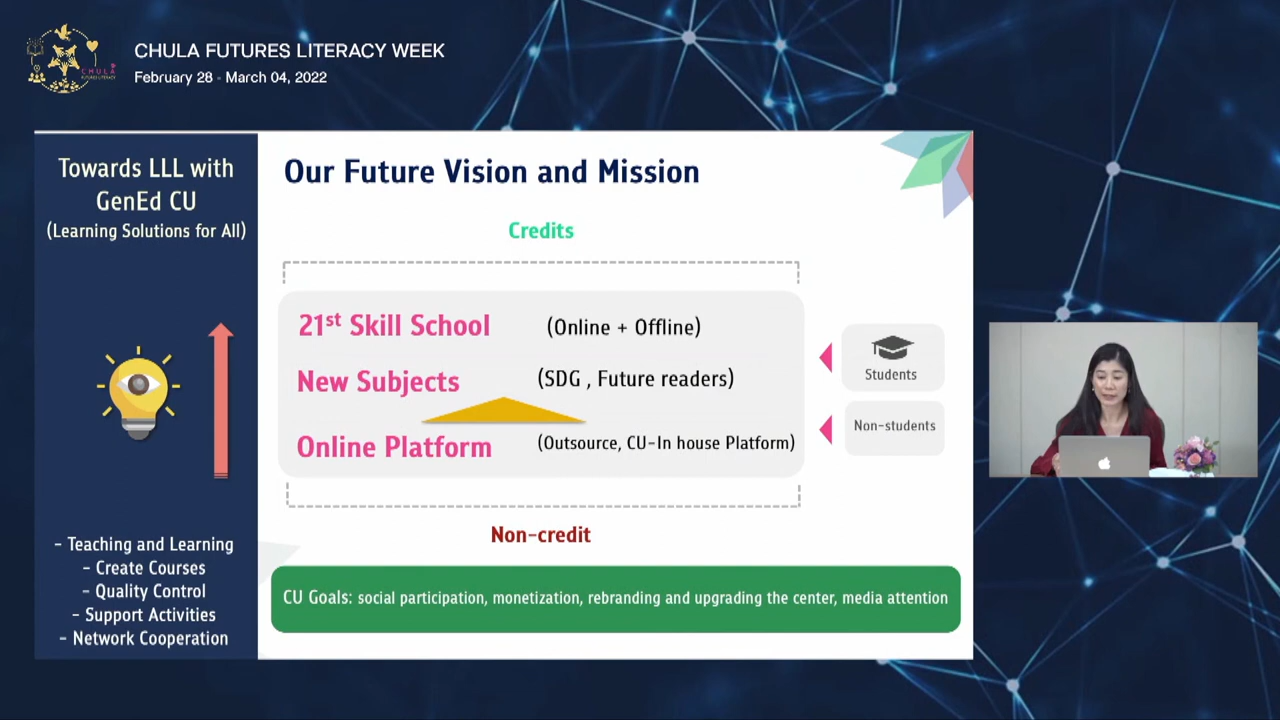 CHULA FUTURES LITERACY WEEK
February 28 - March 04, 2022
CHULA
FUTURES LITERACY
Towards LLL with
GenEd CU
(Learning Solutions for All)
- Teaching and Learning
- Create Courses
- Quality Control
- Support Activities
- Network Cooperation
Our Future Vision and Mission
Credits
21st Skill School (Online + Offline)
New Subjects (SDG , Future readers)
Online Platform (Outsource, CU-In house Platform)
Students
Non-students
Non-credit
CU Goals: social participation, monetization, rebranding and upgrading the center, media attention